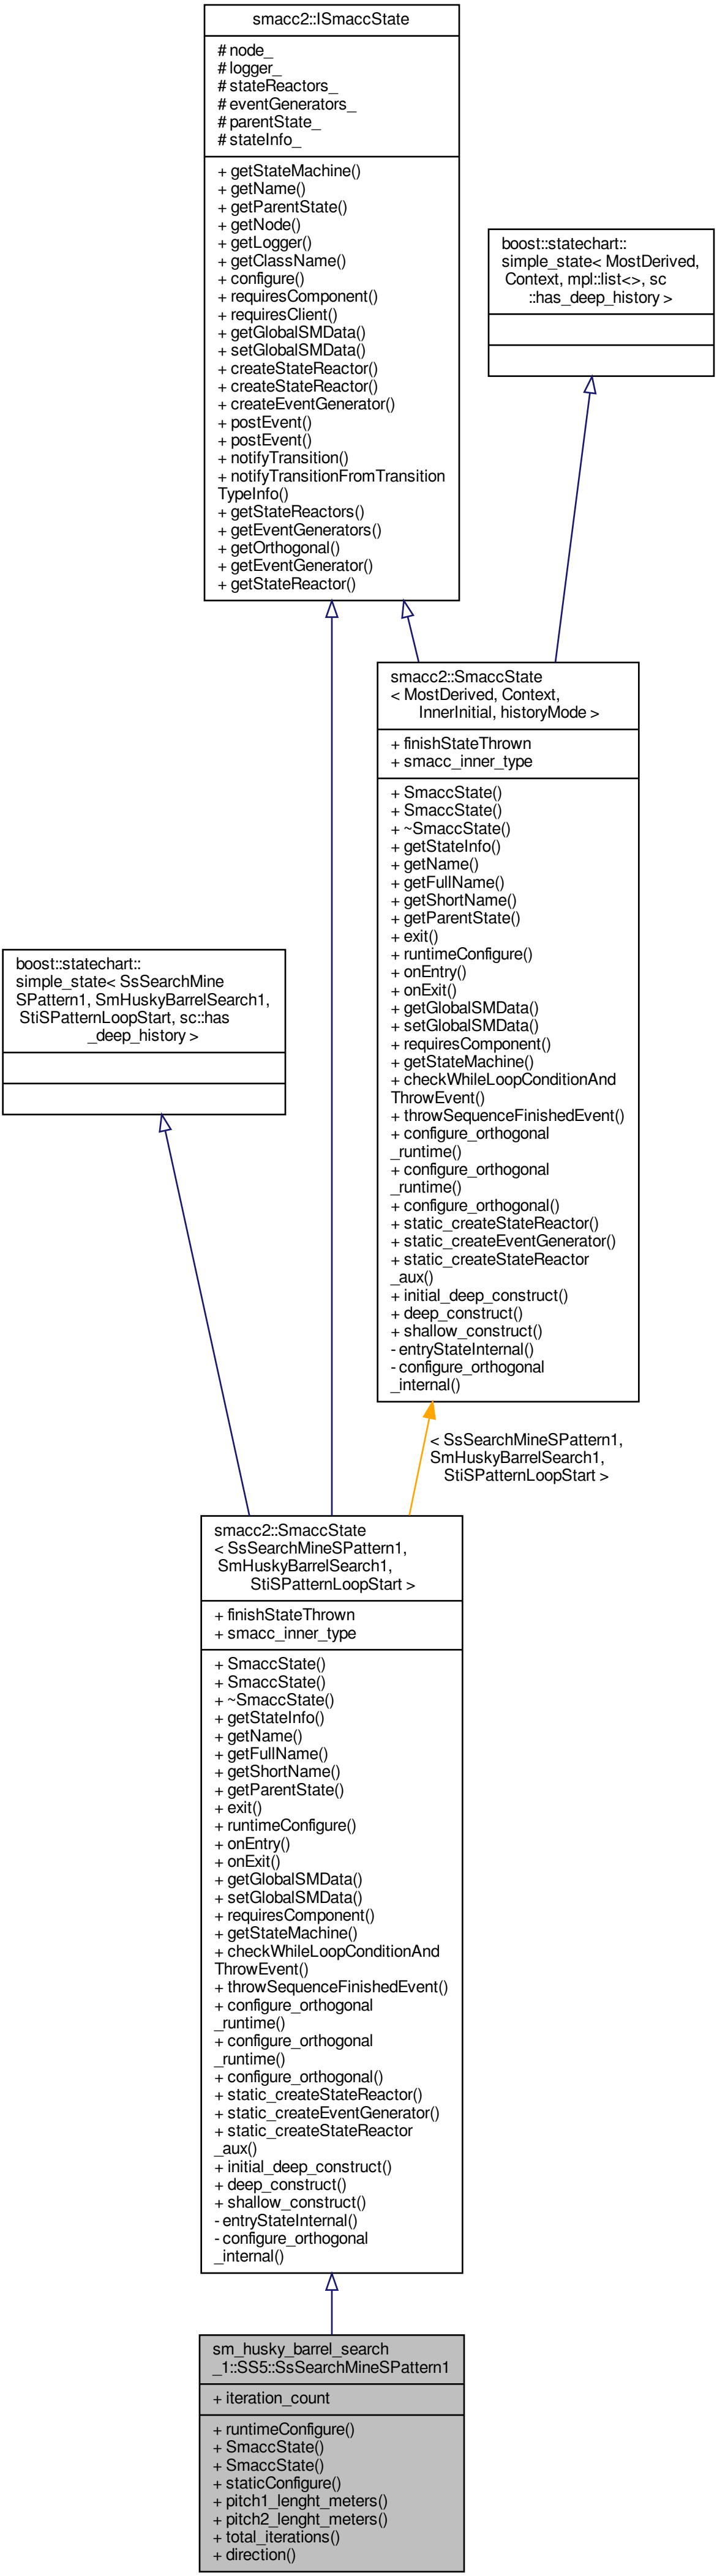 smacc2::ISmaccState
# node_
# logger_
# stateReactors_
# eventGenerators_
# parentState_
# stateInfo_
+ getStateMachine()
+ getName()
+ getParentState()
+ getNode()
+ getLogger()
+ getClassName()
+ configure()
+ requiresComponent()
+ requiresClient()
+ getGlobalSMData()
+ setGlobalSMData()
+ createStateReactor()
+ createStateReactor()
+ createEventGenerator()
+ postEvent()
+ postEvent()
+ notifyTransition()
+ notifyTransitionFromTransition
TypeInfo()
+ getStateReactors()
+ getEventGenerators()
+ getOrthogonal()
+ getEventGenerator()
+ getStateReactor()
boost::statechart::
simple_state< MostDerived,
Context, mpl::list<>, sc
::has_deep_history >
smacc2::SmaccState
< MostDerived, Context,
InnerInitial, historyMode >
+ finishStateThrown
+ smacc_inner_type
+ SmaccState()
+ SmaccState()
+ ~SmaccState()
+ getStateInfo()
+ getName()
+ getFullName()
+ getShortName()
+ getParentState()
+ exit()
+ runtimeConfigure()
+ onEntry()
+ onExit()
+ getGlobalSMData()
+ setGlobalSMData()
+ requiresComponent()
+ getStateMachine()
+ checkWhileLoopConditionAnd
ThrowEvent()
+ throwSequenceFinishedEvent()
+ configure_orthogonal
_runtime()
+ configure_orthogonal
_runtime()
+ configure_orthogonal()
+ static_createStateReactor()
+ static_createEventGenerator()
+ static_createStateReactor
_aux()
+ initial_deep_construct()
+ deep_construct()
+ shallow_construct()
- entryStateInternal()
- configure_orthogonal
_internal()
boost::statechart::
simple_state< SsSearchMine
SPattern1, SmHuskyBarrelSearch1,
StiSPatternLoopStart, sc::has
_deep_history >
< SsSearchMineSPattern1,
SmHuskyBarrelSearch1,
StiSPatternLoopStart >
smacc2::SmaccState
< SsSearchMineSPattern1,
SmHuskyBarrelSearch1,
StiSPatternLoopStart >
+ finishStateThrown
+ smacc_inner_type
+ SmaccState()
+ SmaccState()
+ ~SmaccState()
+ getStateInfo()
+ getName()
+ getFullName()
+ getShortName()
+ getParentState()
+ exit()
+ runtimeConfigure()
+ onEntry()
+ onExit()
+ getGlobalSMData()
+ setGlobalSMData()
+ requiresComponent()
+ getStateMachine()
+ checkWhileLoopConditionAnd
ThrowEvent()
+ throwSequenceFinishedEvent()
+ configure_orthogonal
_runtime()
+ configure_orthogonal
_runtime()
+ configure_orthogonal()
+ static_createStateReactor()
+ static_createEventGenerator()
+ static_createStateReactor
_aux()
+ initial_deep_construct()
+ deep_construct()
+ shallow_construct()
- entryStateInternal()
- configure_orthogonal
_internal()
sm_husky_barrel_search
_1::SS5::SsSearchMineSPattern1
+ iteration_count
+ runtimeConfigure()
+ SmaccState()
+ SmaccState()
+ staticConfigure()
+ pitch1_lenght_meters()
+ pitch2_lenght_meters()
+ total_iterations()
+ direction()